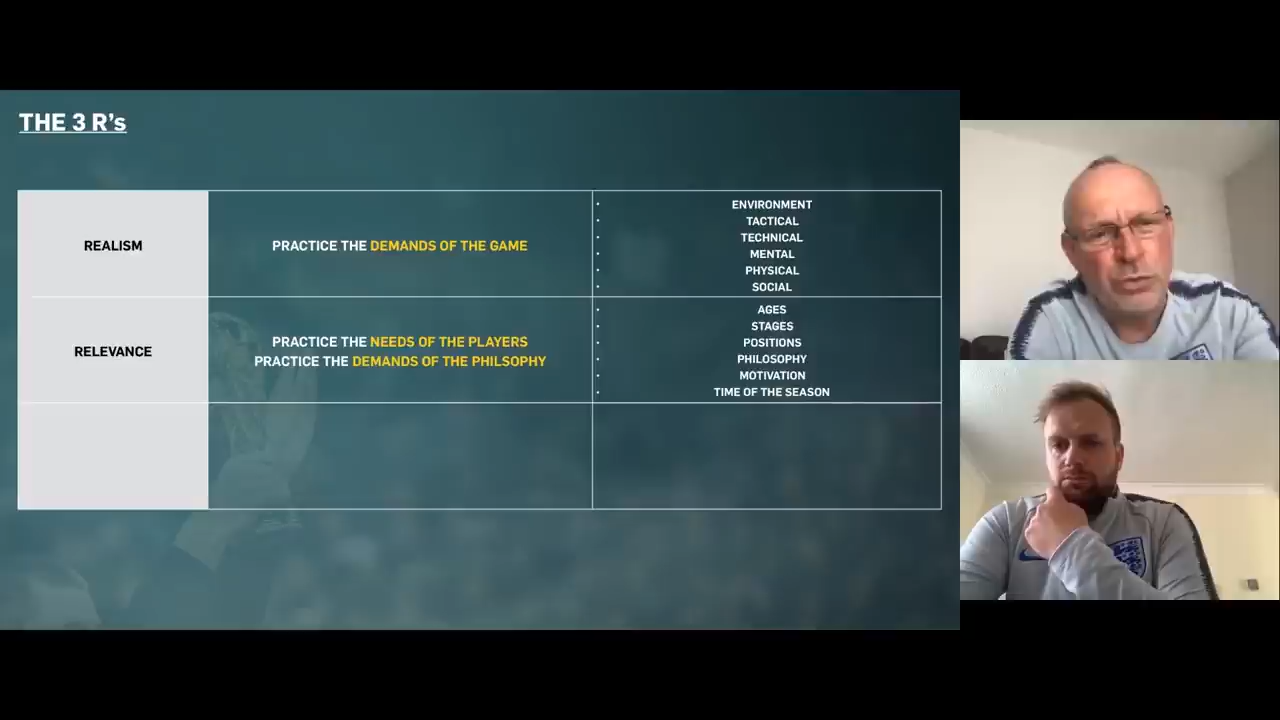 THE 3 R's
REALISM
PRACTICE THE DEMANDS OF THE GAME
ENVIRONMENT
TACTICAL
TECHNICAL
MENTAL
PHYSICAL
SOCIAL
RELEVANCE
PRACTICE THE NEEDS OF THE PLAYERS
PRACTICE THE DEMANDS OF THE PHILSOPHY
AGES
STAGES
POSITIONS
PHILOSOPHY
MOTIVATION
TIME OF THE SEASON